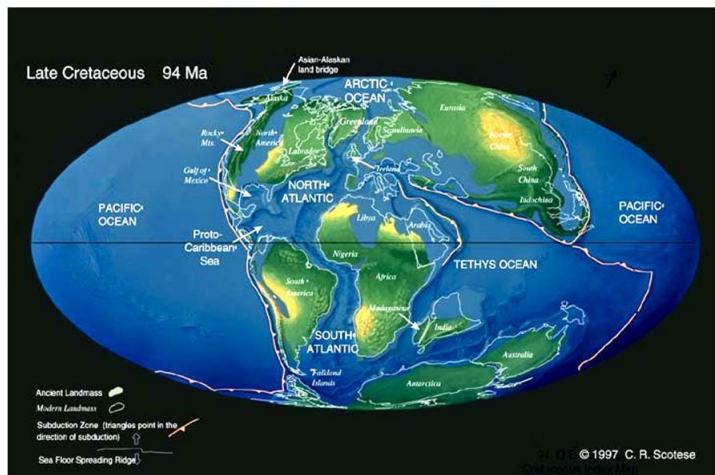 Late Cretaceous 94 Ma
Asian-Alaskan
land bridge
ARCTIC
OCEAN
Alaska
Greenland
Eurasia
Rocky
Mts.
North
America
Labrador
Scandinavia
North
China
Gulf of
Mexico
Ireland
South
China
NORTH
ATLANTIC
Indochina
PACIFIC
OCEAN
PACIFIC
OCEAN
Libya
Arabia
Proto-
Caribbean
Sea
Nigeria
TETHYS OCEAN
Africa
South
America
Madagascar
India
SOUTH
ATLANTIC
Australia
Falkland
Islands
Antarctica
Ancient Landmass
Modern Landmass
Subduction Zone (triangles point in the
direction of subduction)
Sea Floor Spreading Ridge
© 1997 C. R. Scotese